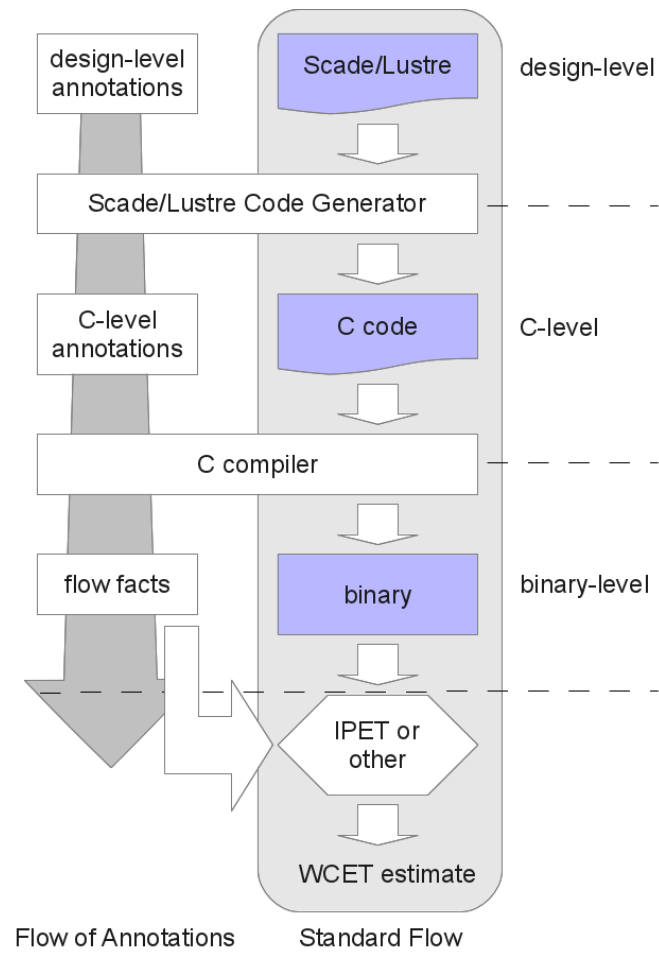 design-level
annotations
Scade/Lustre
design-level
Scade/Lustre Code Generator
C-level
annotations
C code
C-level
C compiler
flow facts
binary
binary-level
IPET or
other
WCET estimate
Flow of Annotations
Standard Flow